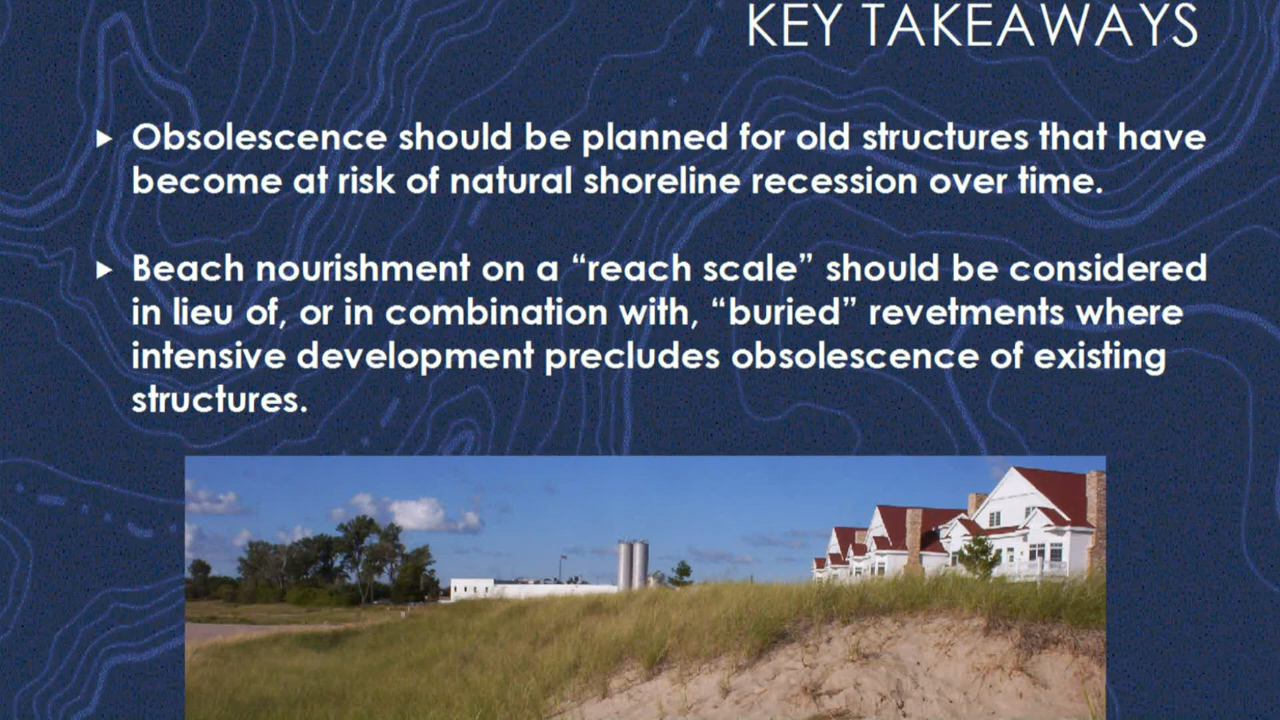 KEY TAKEAWAYS
Obsolescence should be planned for old structures that have
become at risk of natural shoreline recession over time.
Beach nourishment on a “reach scale” should be considered
in lieu of, or in combination with, “buried” revetments where
intensive development precludes obsolescence of existing
structures.